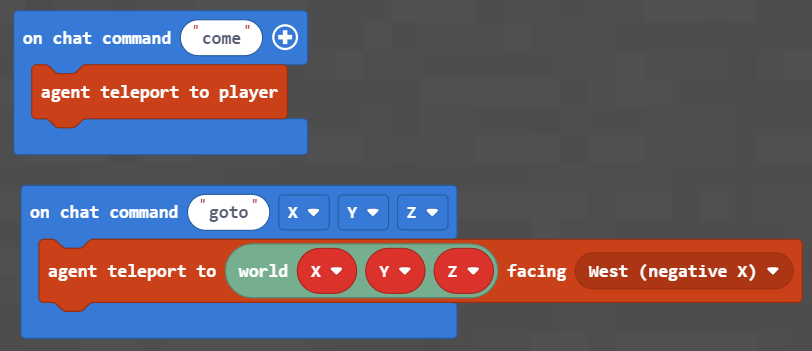 on chat command "come"
agent teleport to player
on chat command "goto" X Y Z
agent teleport to world X Y Z facing West (negative X)